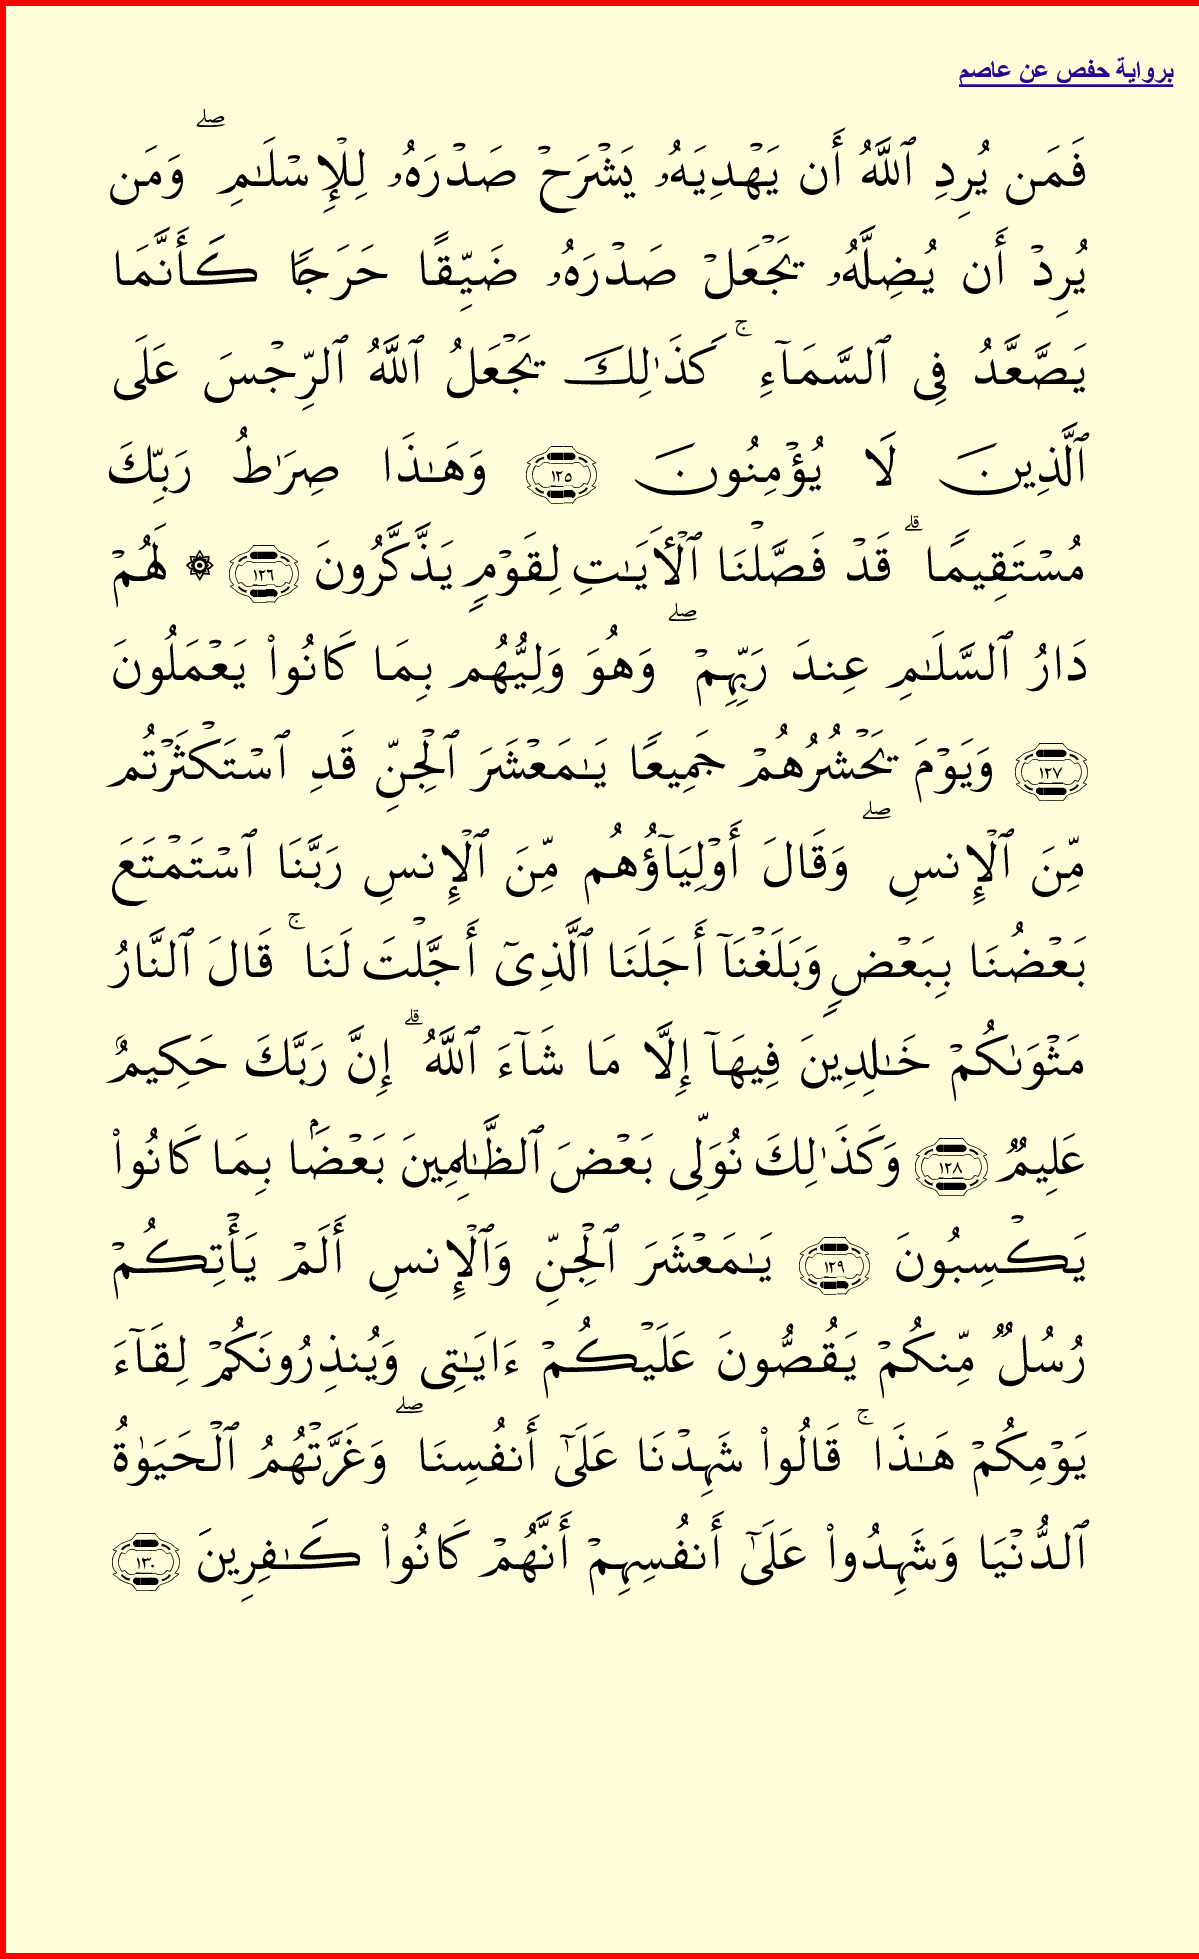 برواية حفص عن عاصم
فَمَن يُرِدِ ٱللَّهُ أَن يَهْدِيَهُۥ يَشْرَحْ صَدْرَهُۥ لِلْإِسْلَـٰمِ ۖ وَمَن
يُرِدْ أَن يُضِلَّهُۥ يَجْعَلْ صَدْرَهُۥ ضَيِّقًا حَرَجًا كَأَنَّمَا
يَصَّعَّدُ فِى ٱلسَّمَآءِ ۚ كَذَٰلِكَ يَجْعَلُ ٱللَّهُ ٱلرِّجْسَ عَلَى
ٱلَّذِينَ لَا يُؤْمِنُونَ ١٢٥ وَهَـٰذَا صِرَٰطُ رَبِّكَ
مُسْتَقِيمًا ۗ قَدْ فَصَّلْنَا ٱلْـَٔايَـٰتِ لِقَوْمٍ يَذَّكَّرُونَ ١٢٦ ۞ لَهُمْ
دَارُ ٱلسَّلَـٰمِ عِندَ رَبِّهِمْ ۖ وَهُوَ وَلِيُّهُم بِمَا كَانُوا۟ يَعْمَلُونَ
١٢٧ وَيَوْمَ يَحْشُرُهُمْ جَمِيعًا يَـٰمَعْشَرَ ٱلْجِنِّ قَدِ ٱسْتَكْثَرْتُم
مِّنَ ٱلْإِنسِ ۖ وَقَالَ أَوْلِيَآؤُهُم مِّنَ ٱلْإِنسِ رَبَّنَا ٱسْتَمْتَعَ
بَعْضُنَا بِبَعْضٍ وَبَلَغْنَآ أَجَلَنَا ٱلَّذِىٓ أَجَّلْتَ لَنَا ۚ قَالَ ٱلنَّارُ
مَثْوَىٰكُمْ خَـٰلِدِينَ فِيهَآ إِلَّا مَا شَآءَ ٱللَّهُ ۗ إِنَّ رَبَّكَ حَكِيمٌ
عَلِيمٌ ١٢٨ وَكَذَٰلِكَ نُوَلِّى بَعْضَ ٱلظَّـٰلِمِينَ بَعْضًۢا بِمَا كَانُوا۟
يَكْسِبُونَ ١٢٩ يَـٰمَعْشَرَ ٱلْجِنِّ وَٱلْإِنسِ أَلَمْ يَأْتِكُمْ
رُسُلٌ مِّنكُمْ يَقُصُّونَ عَلَيْكُمْ ءَايَـٰتِى وَيُنذِرُونَكُمْ لِقَآءَ
يَوْمِكُمْ هَـٰذَا ۚ قَالُوا۟ شَهِدْنَا عَلَىٰٓ أَنفُسِنَا ۖ وَغَرَّتْهُمُ ٱلْحَيَوٰةُ
ٱلدُّنْيَا وَشَهِدُوا۟ عَلَىٰٓ أَنفُسِهِمْ أَنَّهُمْ كَانُوا۟ كَـٰفِرِينَ ١٣٠